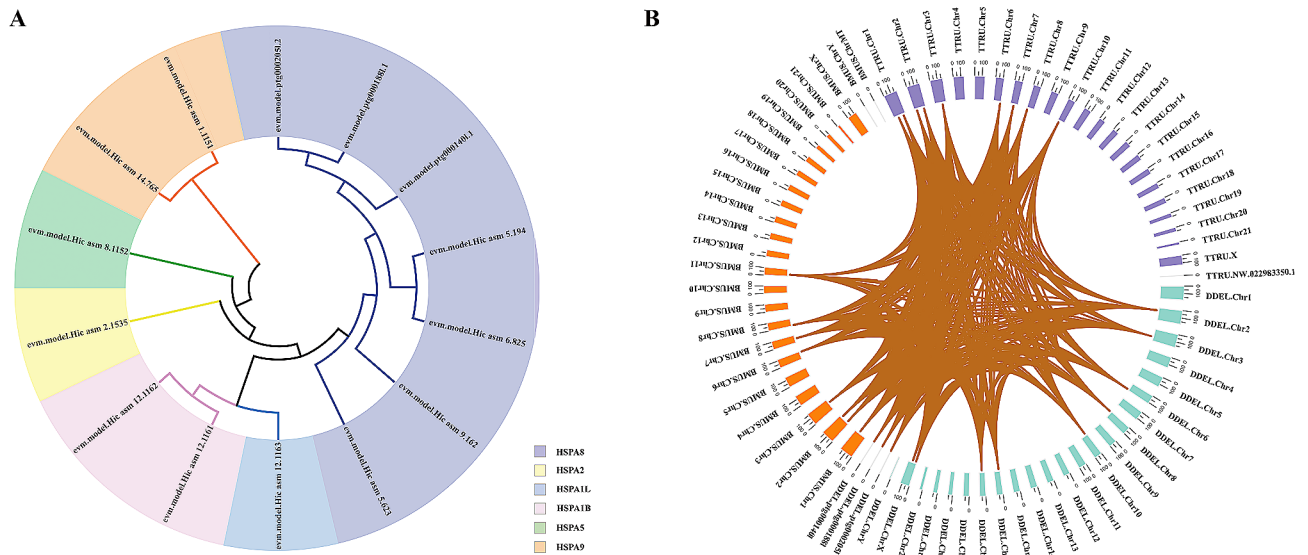 A
evm.model.ptg000205l.2
evm.model.ptg000188l.1
evm.model.ptg000140l.1
evm.model.Hic asm 5.194
evm.model.Hic asm 6.825
evm.model.Hic asm 9.162
evm.model.Hic asm 5.623
evm.model.Hic asm 12.1163
evm.model.Hic asm 12.1161
evm.model.Hic asm 12.1162
evm.model.Hic asm 2.1535
evm.model.Hic asm 8.1152
evm.model.Hic asm 14.765
evm.model.Hic asm 1.1151
HSPA8
HSPA2
HSPA1L
HSPA1B
HSPA5
HSPA9
B
TTRU.Chr1
TTRU.Chr2
TTRU.Chr3
TTRU.Chr4
TTRU.Chr5
TTRU.Chr6
TTRU.Chr7
TTRU.Chr8
TTRU.Chr9
TTRU.Chr10
TTRU.Chr11
TTRU.Chr12
TTRU.Chr13
TTRU.Chr14
TTRU.Chr15
TTRU.Chr16
TTRU.Chr17
TTRU.Chr18
TTRU.Chr19
TTRU.Chr20
TTRU.Chr21
TTRU.X
TTRU.NW.022983350.1
DDEL.Chr1
DDEL.Chr2
DDEL.Chr3
DDEL.Chr4
DDEL.Chr5
DDEL.Chr6
DDEL.Chr7
DDEL.Chr8
DDEL.Chr9
DDEL.Chr10
DDEL.Chr11
DDEL.Chr12
DDEL.Chr13
DDEL.ChrX
DDEL.ChrY
DDEL.ptg000205l
DDEL.ptg000188l
DDEL.ptg000140l
BMUS.Chr1
BMUS.Chr2
BMUS.Chr3
BMUS.Chr4
BMUS.Chr5
BMUS.Chr6
BMUS.Chr7
BMUS.Chr8
BMUS.Chr9
BMUS.Chr10
BMUS.Chr11
BMUS.Chr12
BMUS.Chr13
BMUS.Chr14
BMUS.Chr15
BMUS.Chr16
BMUS.Chr17
BMUS.Chr18
BMUS.Chr19
BMUS.Chr20
BMUS.Chr21
BMUS.ChrX
BMUS.ChrY
BMUS.ChrMT